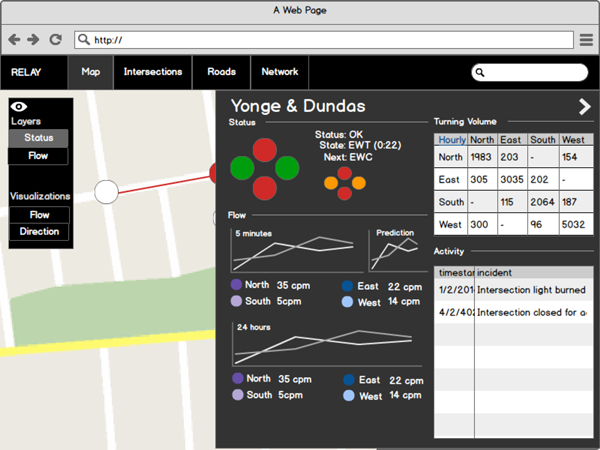 A Web Page
http://
RELAY Map Intersections Roads Network
Layers
Status
Flow
Visualizations
Flow
Direction
Yonge & Dundas
Status
Status: OK
State: EWT (0:22)
Next: EWC
Flow
5 minutes
Prediction
North 35 cpm East 22 cpm
South 5cpm West 14 cpm
24 hours
North 35 cpm East 22 cpm
South 5cpm West 14 cpm
Turning Volume
Hourly North East South West
North 1983 203 - 154
East 305 3035 202 -
South - 115 2064 187
West 300 - 96 5032
Activity
timestar incident
1/2/201 Intersection light burned
4/2/402 Intersection closed for a